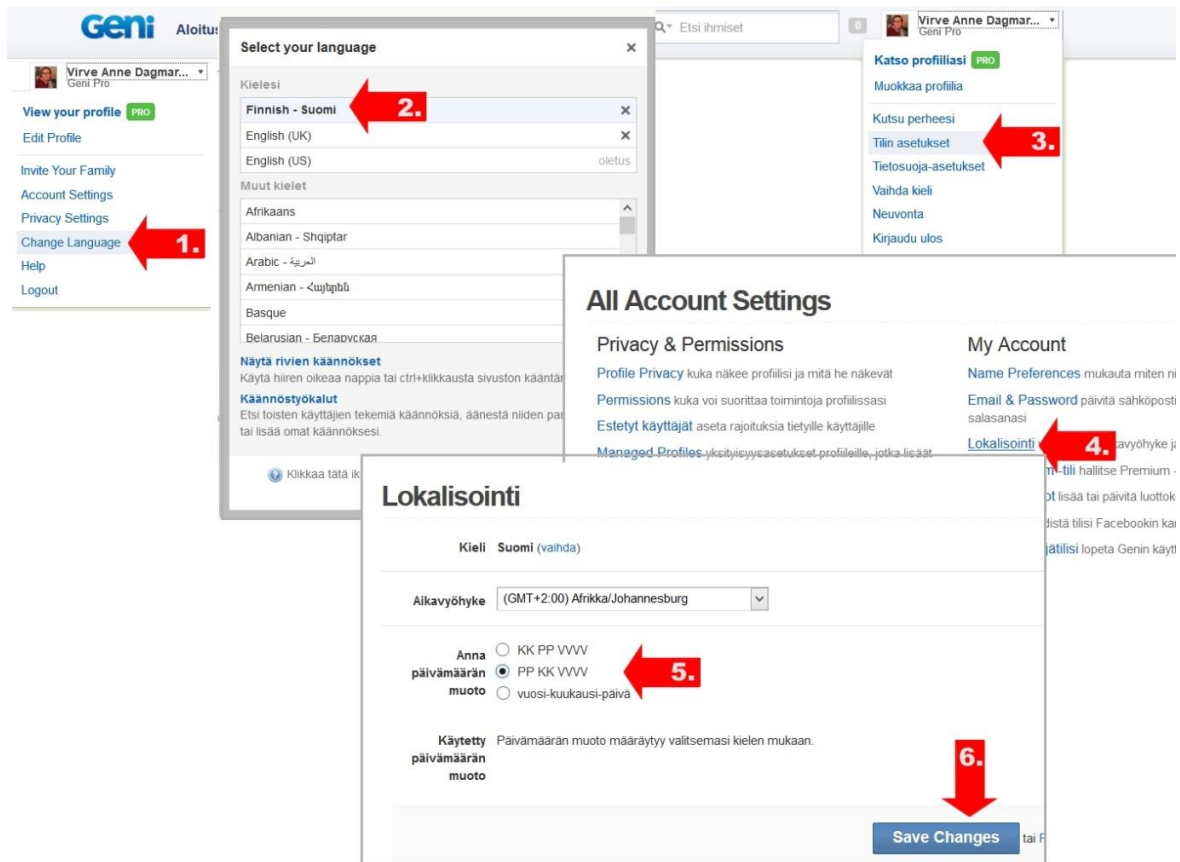 Geni
Aloitus
Virve Anne Dagmar...
Geni Pro
View your profile PRO
Edit Profile
Invite Your Family
Account Settings
Privacy Settings
Change Language
1.
Help
Logout
Select your language
Kielesi
Finnish - Suomi
2.
English (UK)
English (US) oletus
Muut kielet
Afrikaans
Albanian - Shqiptar
Arabic - العربية
Armenian - Հայերեն
Basque
Belarusian - Беларуская
Näytä rivien käännökset
Käytä hiiren oikeaa nappia tai ctrl+klikkausta sivuston kääntäm
Käännöstyökalut
Etsi toisten käyttäjien tekemiä käännöksiä, äänestä niiden par
tai lisää omat käännöksesi.
Klikkaa tätä ik
Etsi ihmiset
0
Virve Anne Dagmar...
Geni Pro
Katso profiiliasi PRO
Muokkaa profiilia
Kutsu perheesi
Tilin asetukset
3.
Tietosuoja-asetukset
Vaihda kieli
Neuvonta
Kirjaudu ulos
All Account Settings
Privacy & Permissions
Profile Privacy kuka näkee profiilisi ja mitä he näkevät
Permissions kuka voi suorittaa toimintoja profiilissasi
Estetyt käyttäjät aseta rajoituksia tietyille käyttäjille
Managed Profiles yksityisyysasetukset profiileille, jotka lisäät
My Account
Name Preferences mukauta miten ni
Email & Password päivitä sähköposti
salasanasi
Lokalisointi
4.
avyöhyke ja
-tili hallitse Premium -
lisää tai päivitä luottok
distä tilisi Facebookin kan
jätilisi lopeta Genin käytt
Lokalisointi
Kieli Suomi (vaihda)
Aikavyöhyke (GMT+2:00) Afrikka/Johannesburg
Anna päivämäärän muoto
KK PP VVVV
PP KK VVVV
5.
vuosi-kuukausi-päivä
Käytetty päivämäärän muoto
Päivämäärän muoto määräytyy valitsemasi kielen mukaan.
6.
Save Changes tai